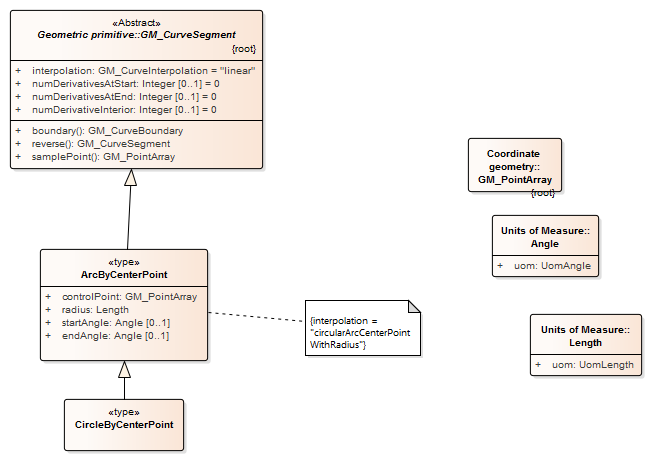 «Abstract»
Geometric primitive::GM_CurveSegment
{root}
+ interpolation: GM_CurveInterpolation = "linear"
+ numDerivativesAtStart: Integer [0..1] = 0
+ numDerivativesAtEnd: Integer [0..1] = 0
+ numDerivativeInterior: Integer [0..1] = 0
+ boundary(): GM_CurveBoundary
+ reverse(): GM_CurveSegment
+ samplePoint(): GM_PointArray
Coordinate
geometry::
GM_PointArray
{root}
Units of Measure::
Angle
+ uom: UomAngle
«type»
ArcByCenterPoint
+ controlPoint: GM_PointArray
+ radius: Length
+ startAngle: Angle [0..1]
+ endAngle: Angle [0..1]
{interpolation =
"circularArcCenterPoint
WithRadius"}
Units of Measure::
Length
+ uom: UomLength
«type»
CircleByCenterPoint